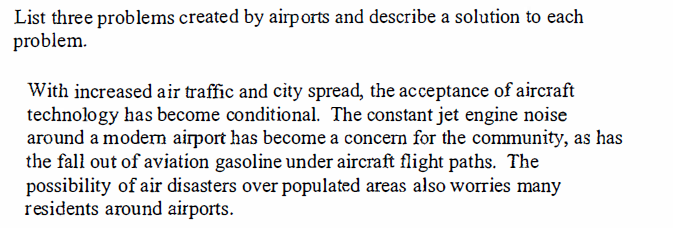 List three problems created by airports and describe a solution to each
problem.
With increased air traffic and city spread, the acceptance of aircraft
technology has become conditional. The constant jet engine noise
around a modern airport has become a concern for the community, as has
the fall out of aviation gasoline under aircraft flight paths. The
possibility of air disasters over populated areas also worries many
residents around airports.